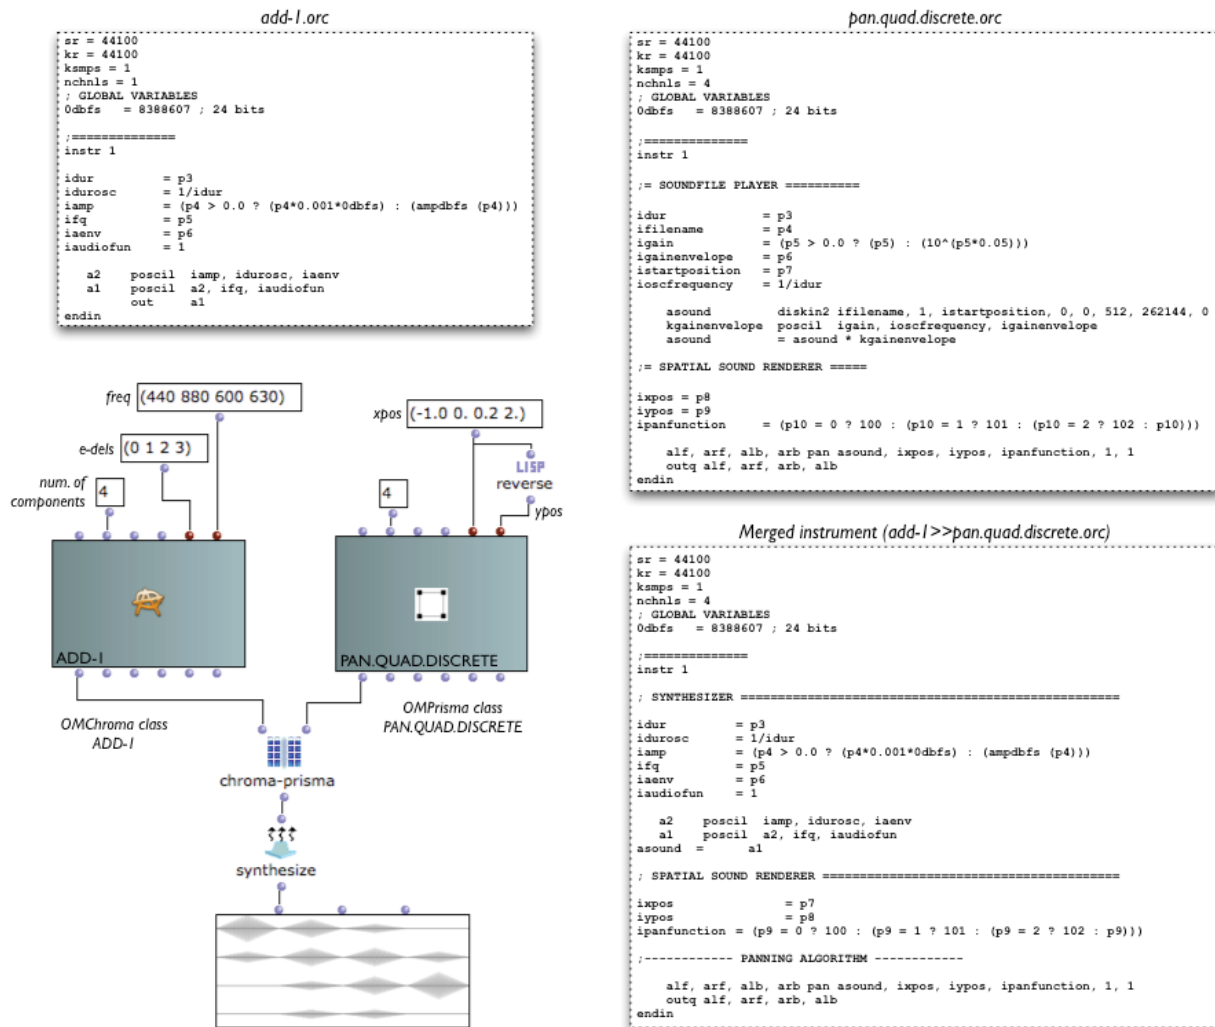 add-1.orc
sr = 44100
kr = 44100
ksmps = 1
nchnls = 1
; GLOBAL VARIABLES
0dbfs   = 8388607 ; 24 bits
;==============
instr 1
idur          = p3
idurosc       = 1/idur
iamp          = (p4 > 0.0 ? (p4*0.001*0dbfs) : (ampdbfs (p4)))
ifq           = p5
iaenv         = p6
iaudiofun     = 1
a2    poscil  iamp, idurosc, iaenv
a1    poscil  a2, ifq, iaudiofun
out     a1
endin
freq (440 880 600 630)
e-dels (0 1 2 3)
num. of
components 4
ADD-1
OMChroma class
ADD-1
xpos (-1.0 0. 0.2 2.)
LISP
reverse
ypos
4
PAN.QUAD.DISCRETE
OMPrisma class
PAN.QUAD.DISCRETE
chroma-prisma
synthesize
pan.quad.discrete.orc
sr = 44100
kr = 44100
ksmps = 1
nchnls = 4
; GLOBAL VARIABLES
0dbfs   = 8388607 ; 24 bits
;==============
instr 1
;= SOUNDFILE PLAYER ==========
idur             = p3
ifilename        = p4
igain            = (p5 > 0.0 ? (p5) : (10^(p5*0.05)))
igainenvelope    = p6
istartposition   = p7
ioscfrequency    = 1/idur
asound         diskin2 ifilename, 1, istartposition, 0, 0, 512, 262144, 0
kgainenvelope  poscil  igain, ioscfrequency, igainenvelope
asound         = asound * kgainenvelope
;= SPATIAL SOUND RENDERER =====
ixpos = p8
iypos = p9
ipanfunction     = (p10 = 0 ? 100 : (p10 = 1 ? 101 : (p10 = 2 ? 102 : p10)))
alf, arf, alb, arb pan asound, ixpos, iypos, ipanfunction, 1, 1
outq alf, arf, arb, alb
endin
Merged instrument (add-1>>pan.quad.discrete.orc)
sr = 44100
kr = 44100
ksmps = 1
nchnls = 4
; GLOBAL VARIABLES
0dbfs   = 8388607 ; 24 bits
;==============
instr 1
; SYNTHESIZER ===================================================
idur          = p3
idurosc       = 1/idur
iamp          = (p4 > 0.0 ? (p4*0.001*0dbfs) : (ampdbfs (p4)))
ifq           = p5
iaenv         = p6
iaudiofun     = 1
a2    poscil  iamp, idurosc, iaenv
a1    poscil  a2, ifq, iaudiofun
asound =      a1
; SPATIAL SOUND RENDERER ========================================
ixpos               = p7
iypos               = p8
ipanfunction = (p9 = 0 ? 100 : (p9 = 1 ? 101 : (p9 = 2 ? 102 : p9)))
;------------ PANNING ALGORITHM ------------
alf, arf, alb, arb pan asound, ixpos, iypos, ipanfunction, 1, 1
outq alf, arf, arb, alb
endin